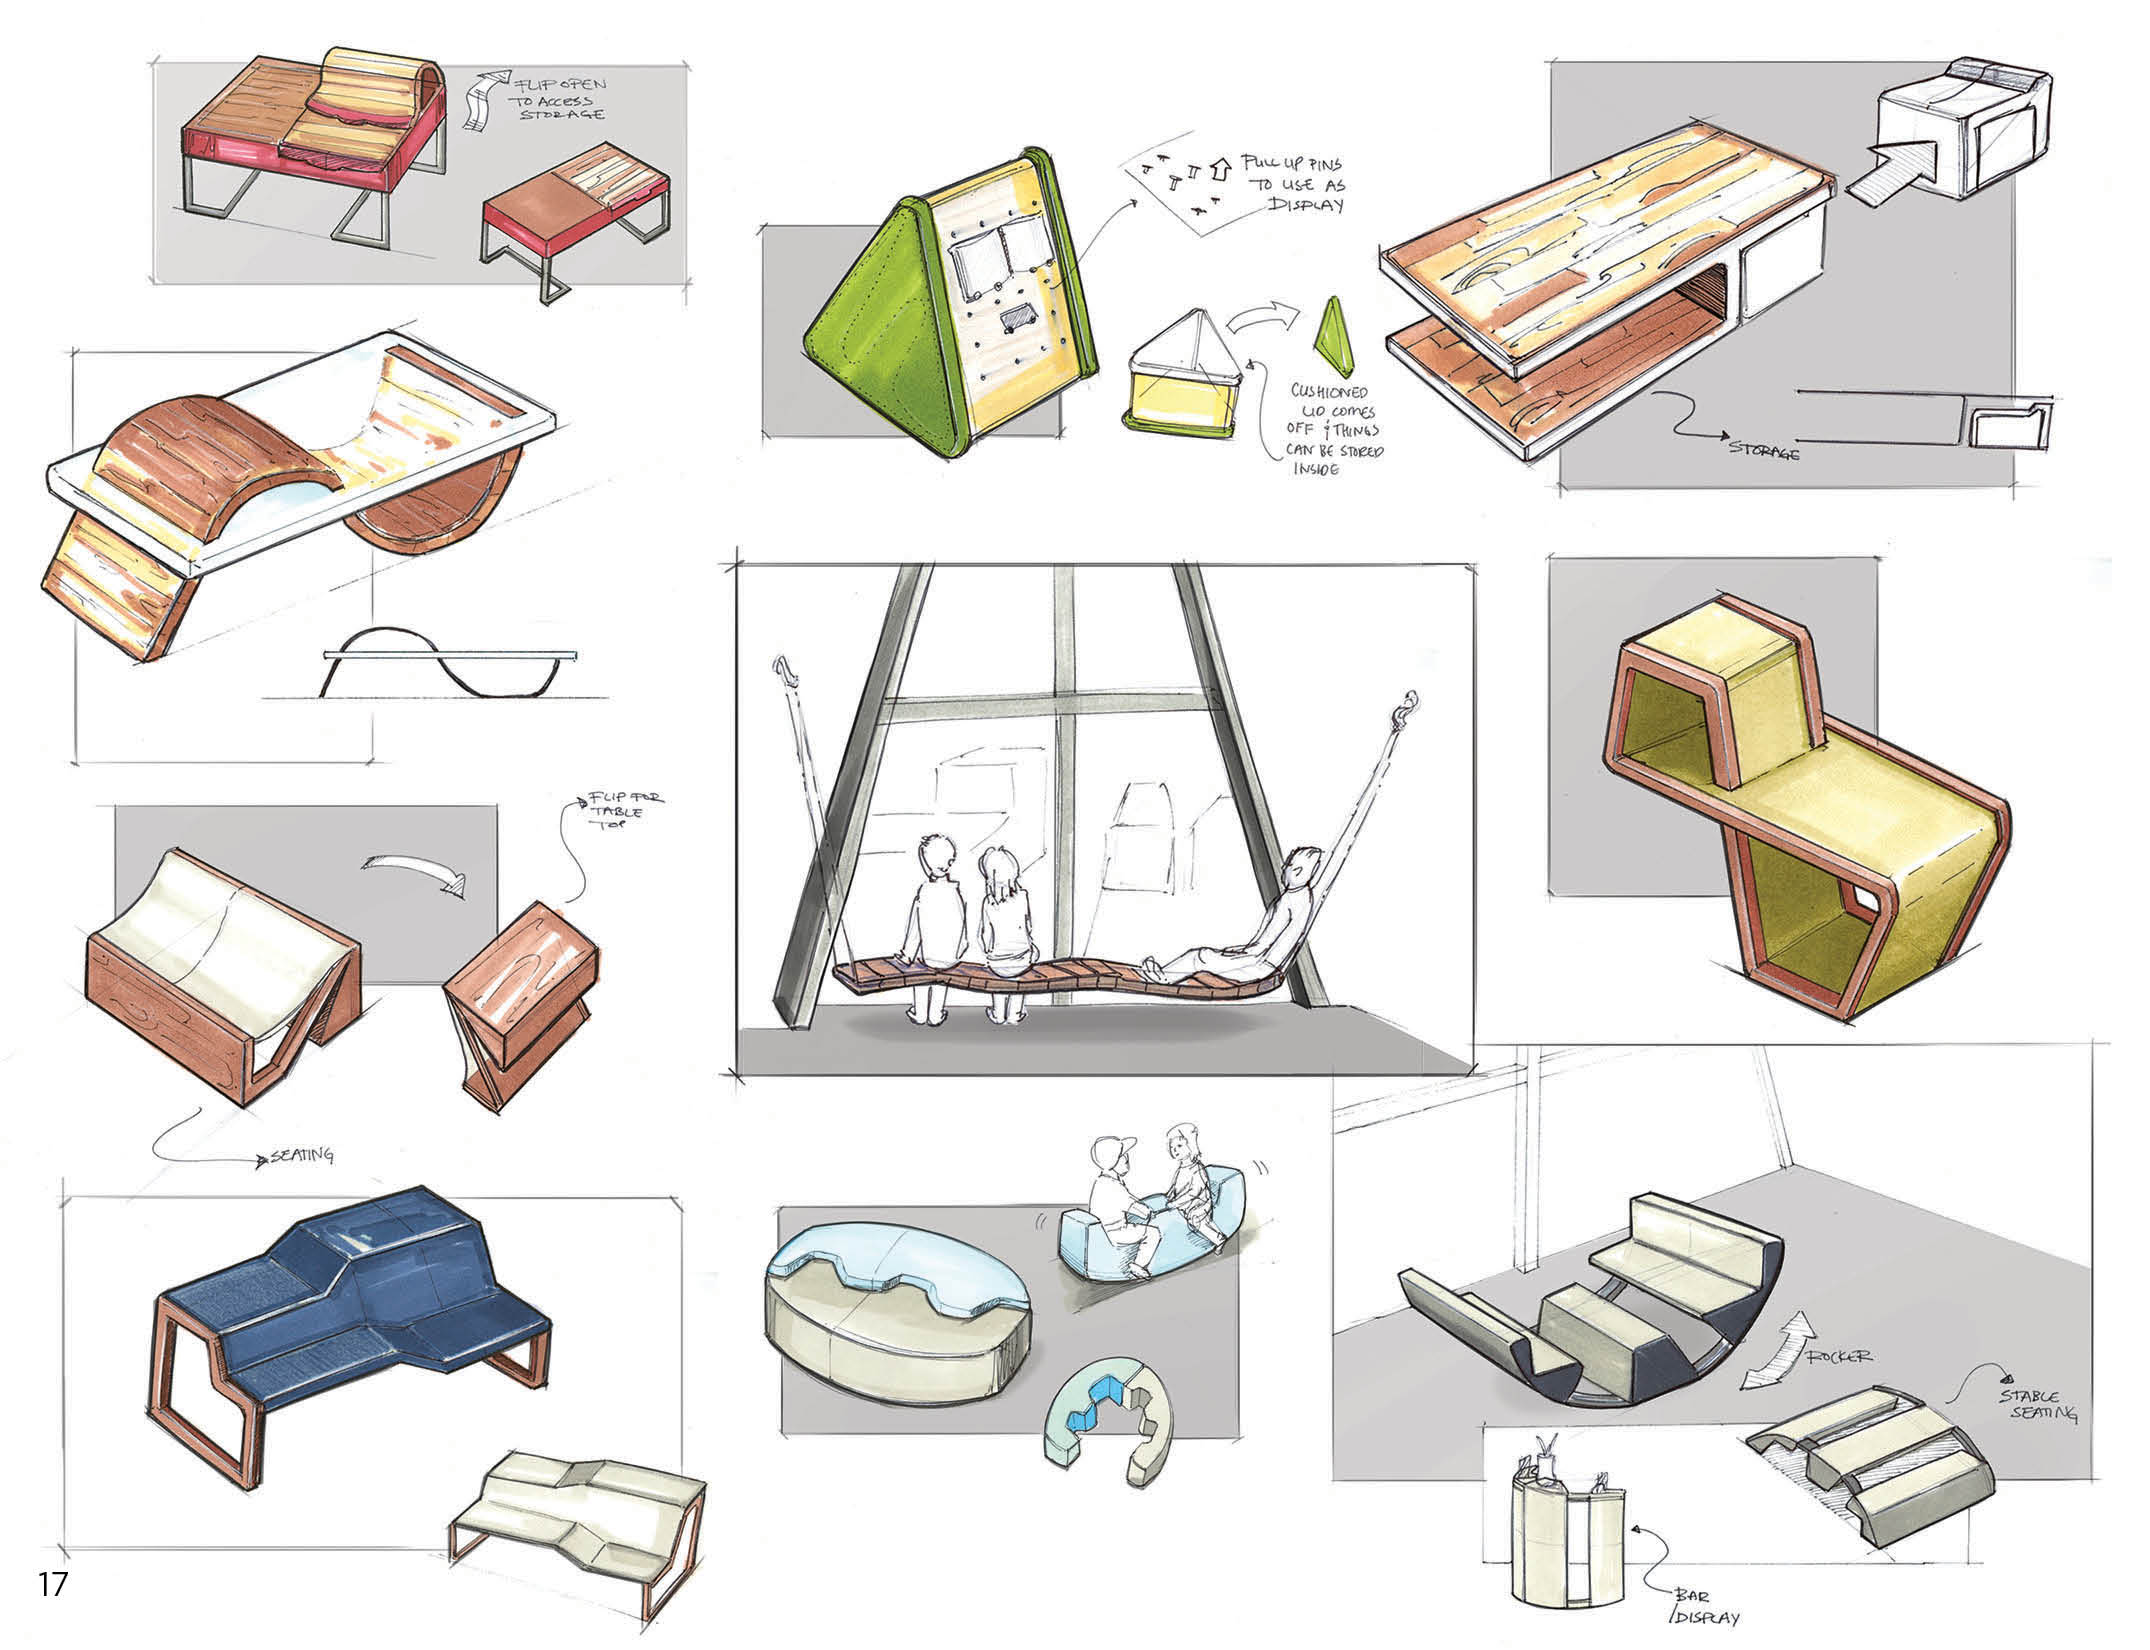 FLIP OPEN
TO ACCESS
STORAGE
PULL UP PINS
TO USE AS
DISPLAY
CUSHIONED
LID COMES
OFF & THINGS
CAN BE STORED
INSIDE
STORAGE
FLIP FOR
TABLE
TOP
SEATING
ROCKER
STABLE
SEATING
BAR
/DISPLAY
17